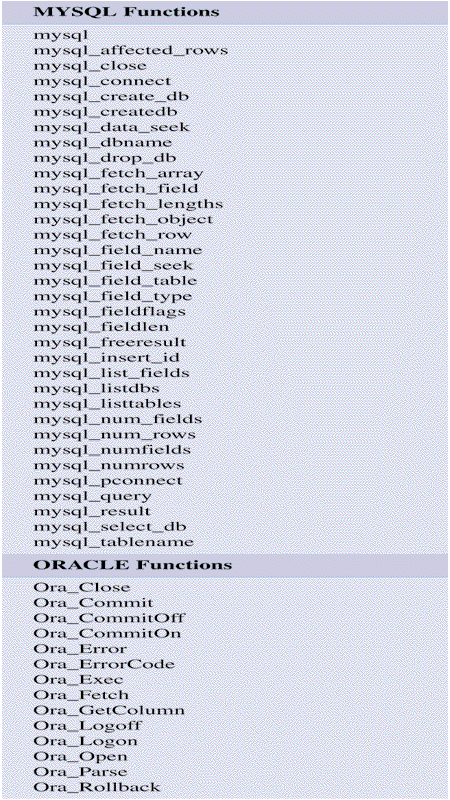 MYSQL Functions
mysql
mysql_affected_rows
mysql_close
mysql_connect
mysql_create_db
mysql_createdb
mysql_data_seek
mysql_dbname
mysql_drop_db
mysql_fetch_array
mysql_fetch_field
mysql_fetch_lengths
mysql_fetch_object
mysql_fetch_row
mysql_field_name
mysql_field_seek
mysql_field_table
mysql_field_type
mysql_fieldflags
mysql_fieldlen
mysql_freeresult
mysql_insert_id
mysql_list_fields
mysql_listdbs
mysql_listtables
mysql_num_fields
mysql_num_rows
mysql_numfields
mysql_numrows
mysql_pconnect
mysql_query
mysql_result
mysql_select_db
mysql_tablename
ORACLE Functions
Ora_Close
Ora_Commit
Ora_CommitOff
Ora_CommitOn
Ora_Error
Ora_ErrorCode
Ora_Exec
Ora_Fetch
Ora_GetColumn
Ora_Logoff
Ora_Logon
Ora_Open
Ora_Parse
Ora_Rollback